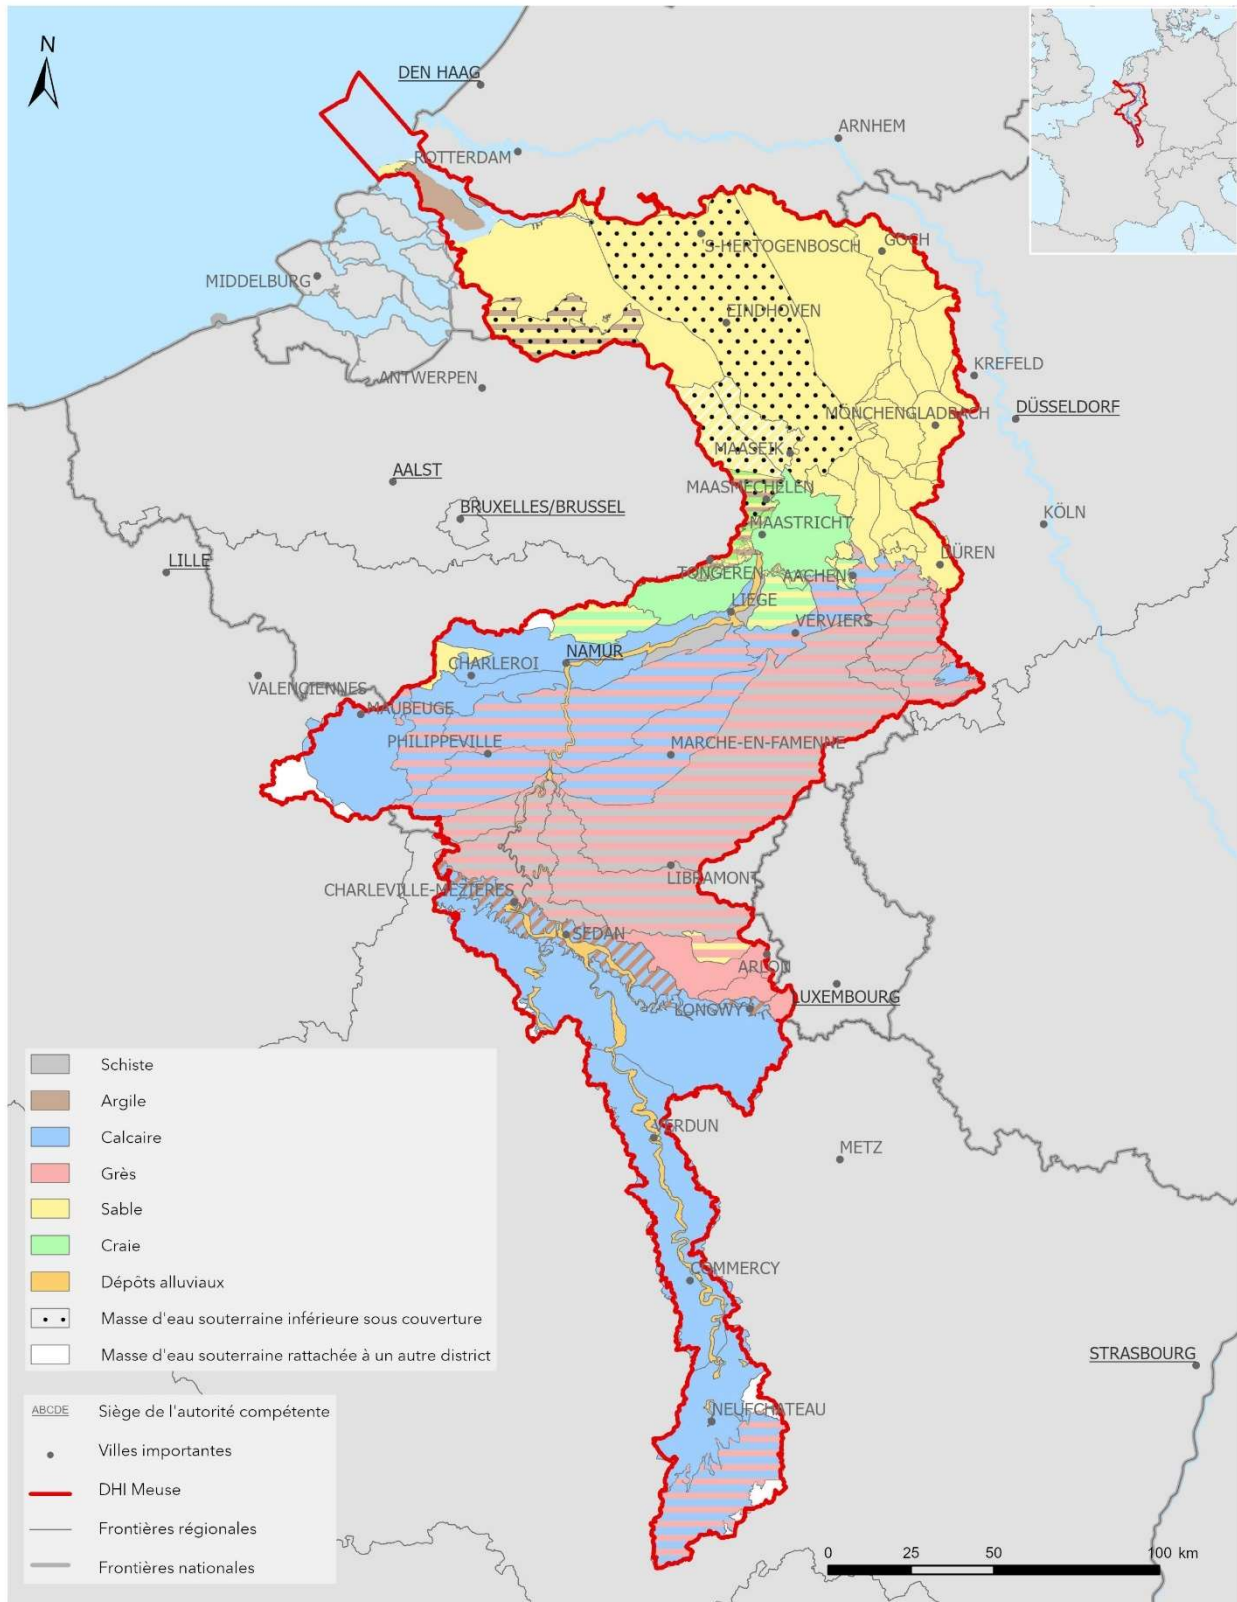 N
DEN HAAG
ARNHEM
ROTTERDAM
'S-HERTOGENBOSCH
GOCH
MIDDELBURG
EINDHOVEN
KREFELD
ANTWERPEN
DÜSSELDORF
MÖNCHENGLADBACH
MAASEIK
AALST
MAASMECHELEN
BRUXELLES/BRUSSEL
KÖLN
MAASTRICHT
LILLE
TONGEREN
AACHEN
DÜREN
LIEGE
VERVIERS
NAMUR
CHARLEROI
VALENCIENNES
MAUBEUGE
PHILIPPEVILLE
MARCHE-EN-FAMENNE
LIBRAMONT
CHARLEVILLE-MEZIERES
SEDAN
ARLON
LUXEMBOURG
LONGWY
VERDUN
METZ
COMMERCY
STRASBOURG
NEUFCHATEAU
Schiste
Argile
Calcaire
Grès
Sable
Craie
Dépôts alluviaux
Masse d'eau souterraine inférieure sous couverture
Masse d'eau souterraine rattachée à un autre district
ABCDE Siège de l'autorité compétente
Villes importantes
DHI Meuse
Frontières régionales
Frontières nationales
0 25 50 100 km